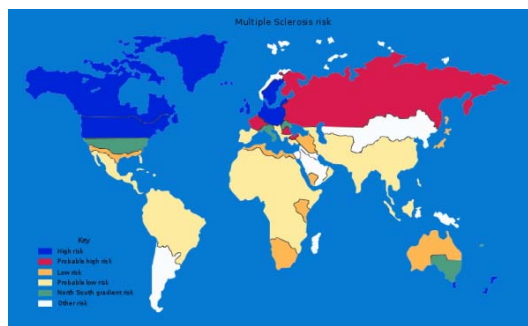 Multiple Sclerosis risk
Key
High risk
Probable high risk
Low risk
Probable low risk
North South gradient risk
Other risk